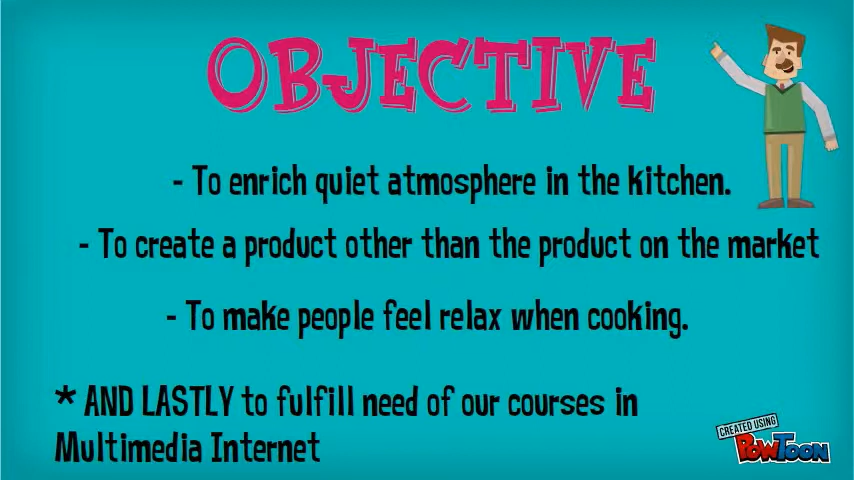 OBJECTIVE
- To enrich quiet atmosphere in the kitchen.
- To create a product other than the product on the market
- To make people feel relax when cooking.
* AND LASTLY to fulfill need of our courses in
Multimedia Internet
CREATED USING
POWTOON